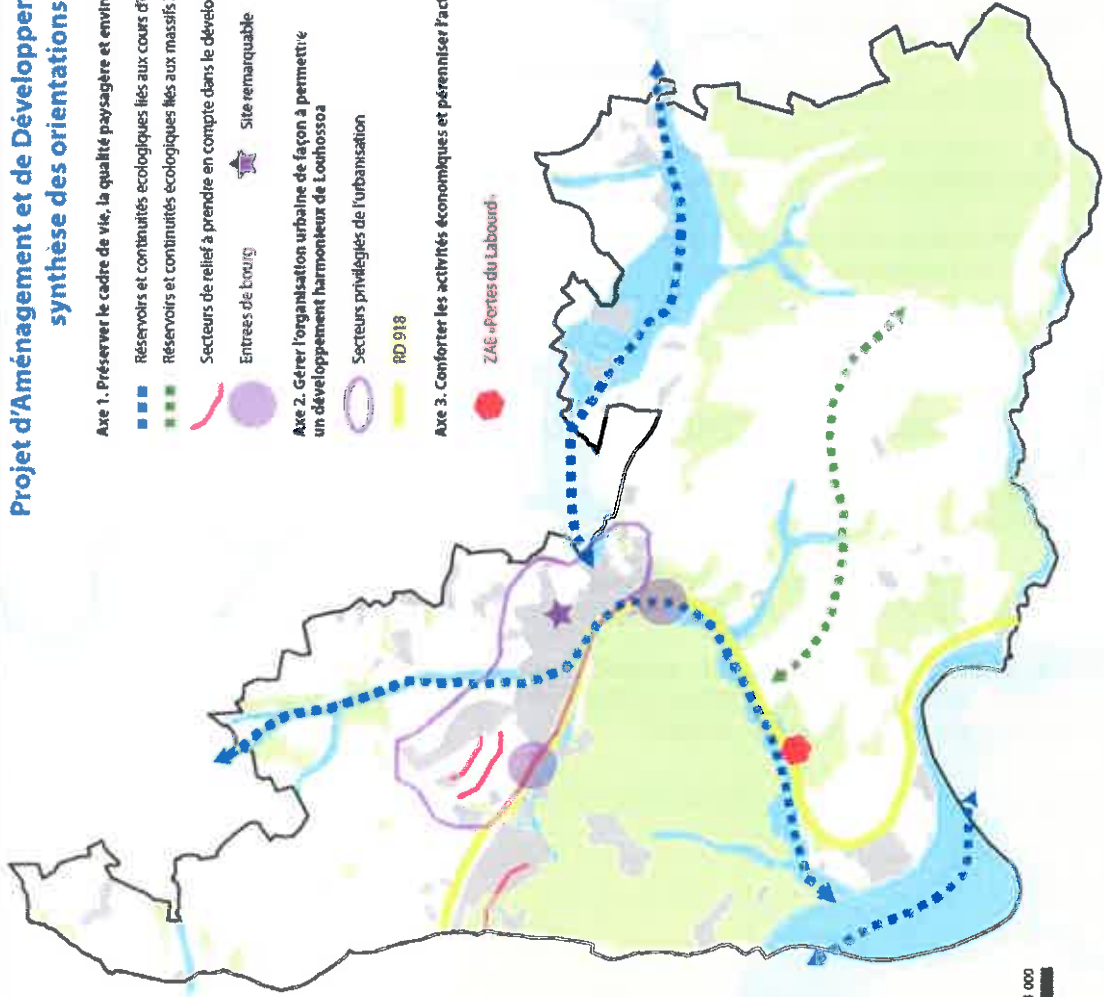 Projet d'Aménagement et de Développer
synthèse des orientations
Axe 1. Préserver le cadre de vie, la qualité paysagère et envir
Réservoirs et continuités écologiques liés aux cours d'e
Réservoirs et continuités écologiques liés aux massifs
Secteurs de relief à prendre en compte dans le dévelo
Entrées de bourg
Site remarquable
Axe 2. Gérer l'organisation urbaine de façon à permettre
un développement harmonieux de Louhossoa
Secteurs privilégiés de l'urbanisation
RD 918
Axe 3. Conforter les activités économiques et pérenniser l'act
ZAE «Portes du Labourd»
000